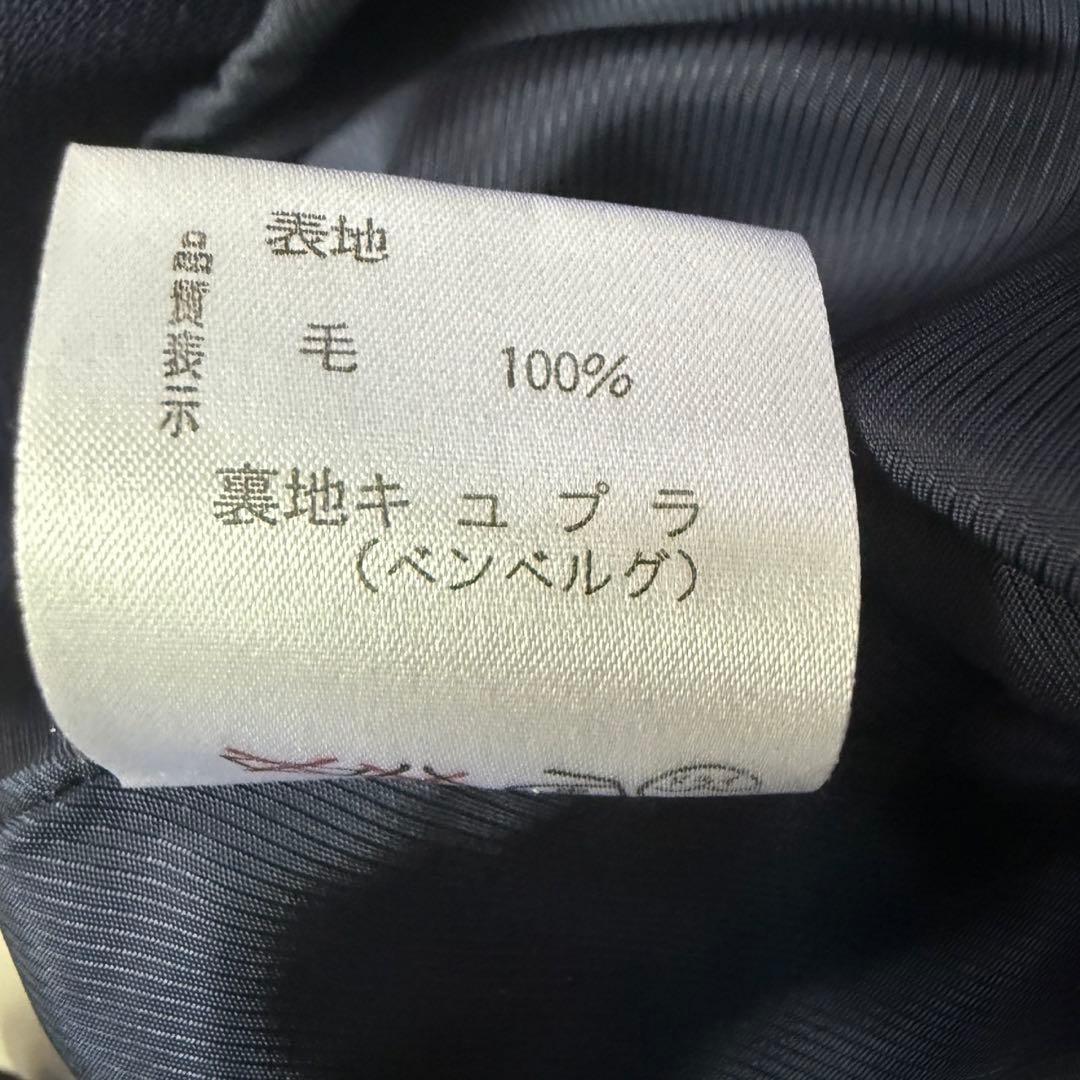 品質表示
表地
毛 100%
裏地キュプラ
(ベンベルグ)